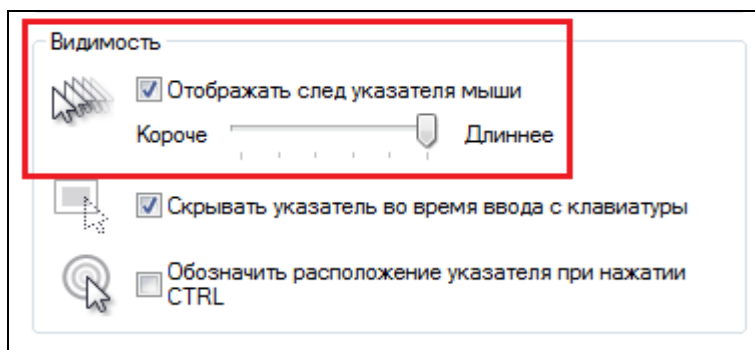 Видимость
Отображать след указателя мыши
Короче Длиннее
Скрывать указатель во время ввода с клавиатуры
Обозначить расположение указателя при нажатии
CTRL